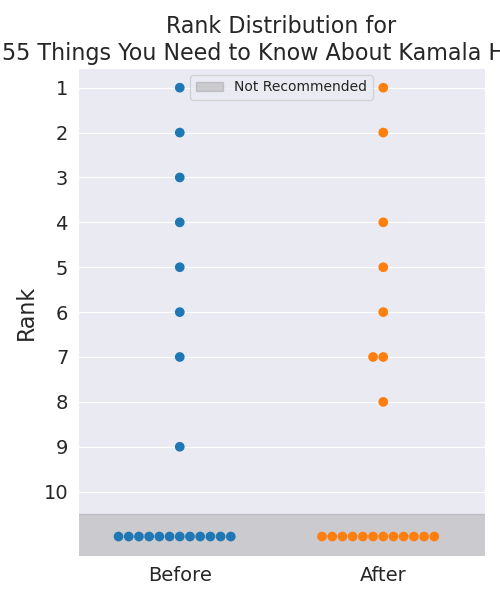 Rank Distribution for
55 Things You Need to Know About Kamala H
Not Recommended
1
2
3
4
5
6
7
8
9
10
Rank
Before
After